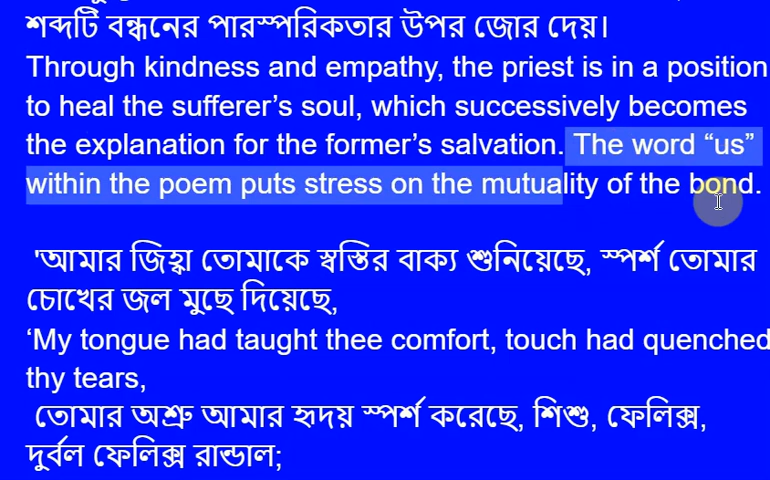 শব্দটি বন্ধনের পারস্পরিকতার উপর জোর দেয়।
Through kindness and empathy, the priest is in a position
to heal the sufferer’s soul, which successively becomes
the explanation for the former’s salvation. The word “us”
within the poem puts stress on the mutuality of the bond.
'আমার জিহ্বা তোমাকে স্বস্তির বাক্য শুনিয়েছে, স্পর্শ তোমার
চোখের জল মুছে দিয়েছে,
‘My tongue had taught thee comfort, touch had quenched
thy tears,
তোমার অশ্রু আমার হৃদয় স্পর্শ করেছে, শিশু, ফেলিক্স,
দুর্বল ফেলিক্স রান্ডাল;